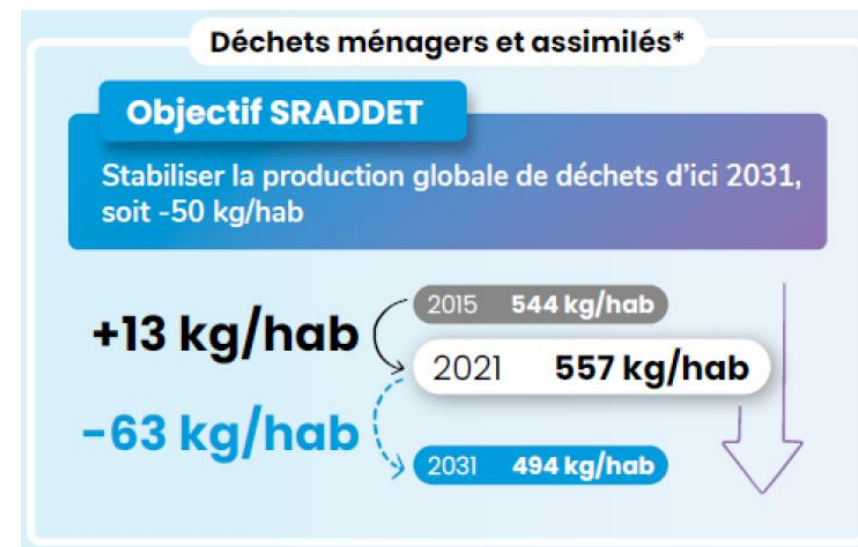 Déchets ménagers et assimilés*
Objectif SRADDET
Stabiliser la production globale de déchets d'ici 2031,
soit -50 kg/hab
2015 544 kg/hab
+13 kg/hab
2021 557 kg/hab
-63 kg/hab
2031 494 kg/hab